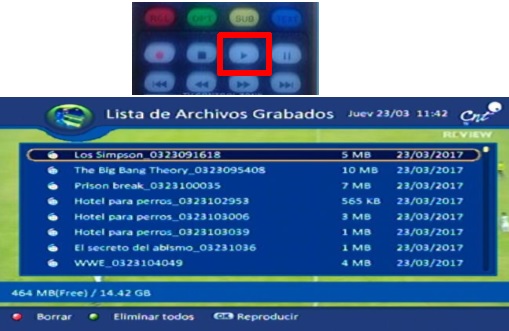 REC OPT SUB TEXT
Lista de Archivos Grabados Juev 23/03 11:42 Cnt
REVIEW
Los Simpson_0323091618 5 MB 23/03/2017
The Big Bang Theory_0323095408 10 MB 23/03/2017
Prison break_0323100035 7 MB 23/03/2017
Hotel para perros_0323102953 565 KB 23/03/2017
Hotel para perros_0323103006 3 MB 23/03/2017
Hotel para perros_0323103039 1 MB 23/03/2017
El secreto del abismo_03231036 1 MB 23/03/2017
WWE_0323104049 4 MB 23/03/2017
464 MB(Free) / 14.42 GB
Borrar Eliminar todos OK Reproducir